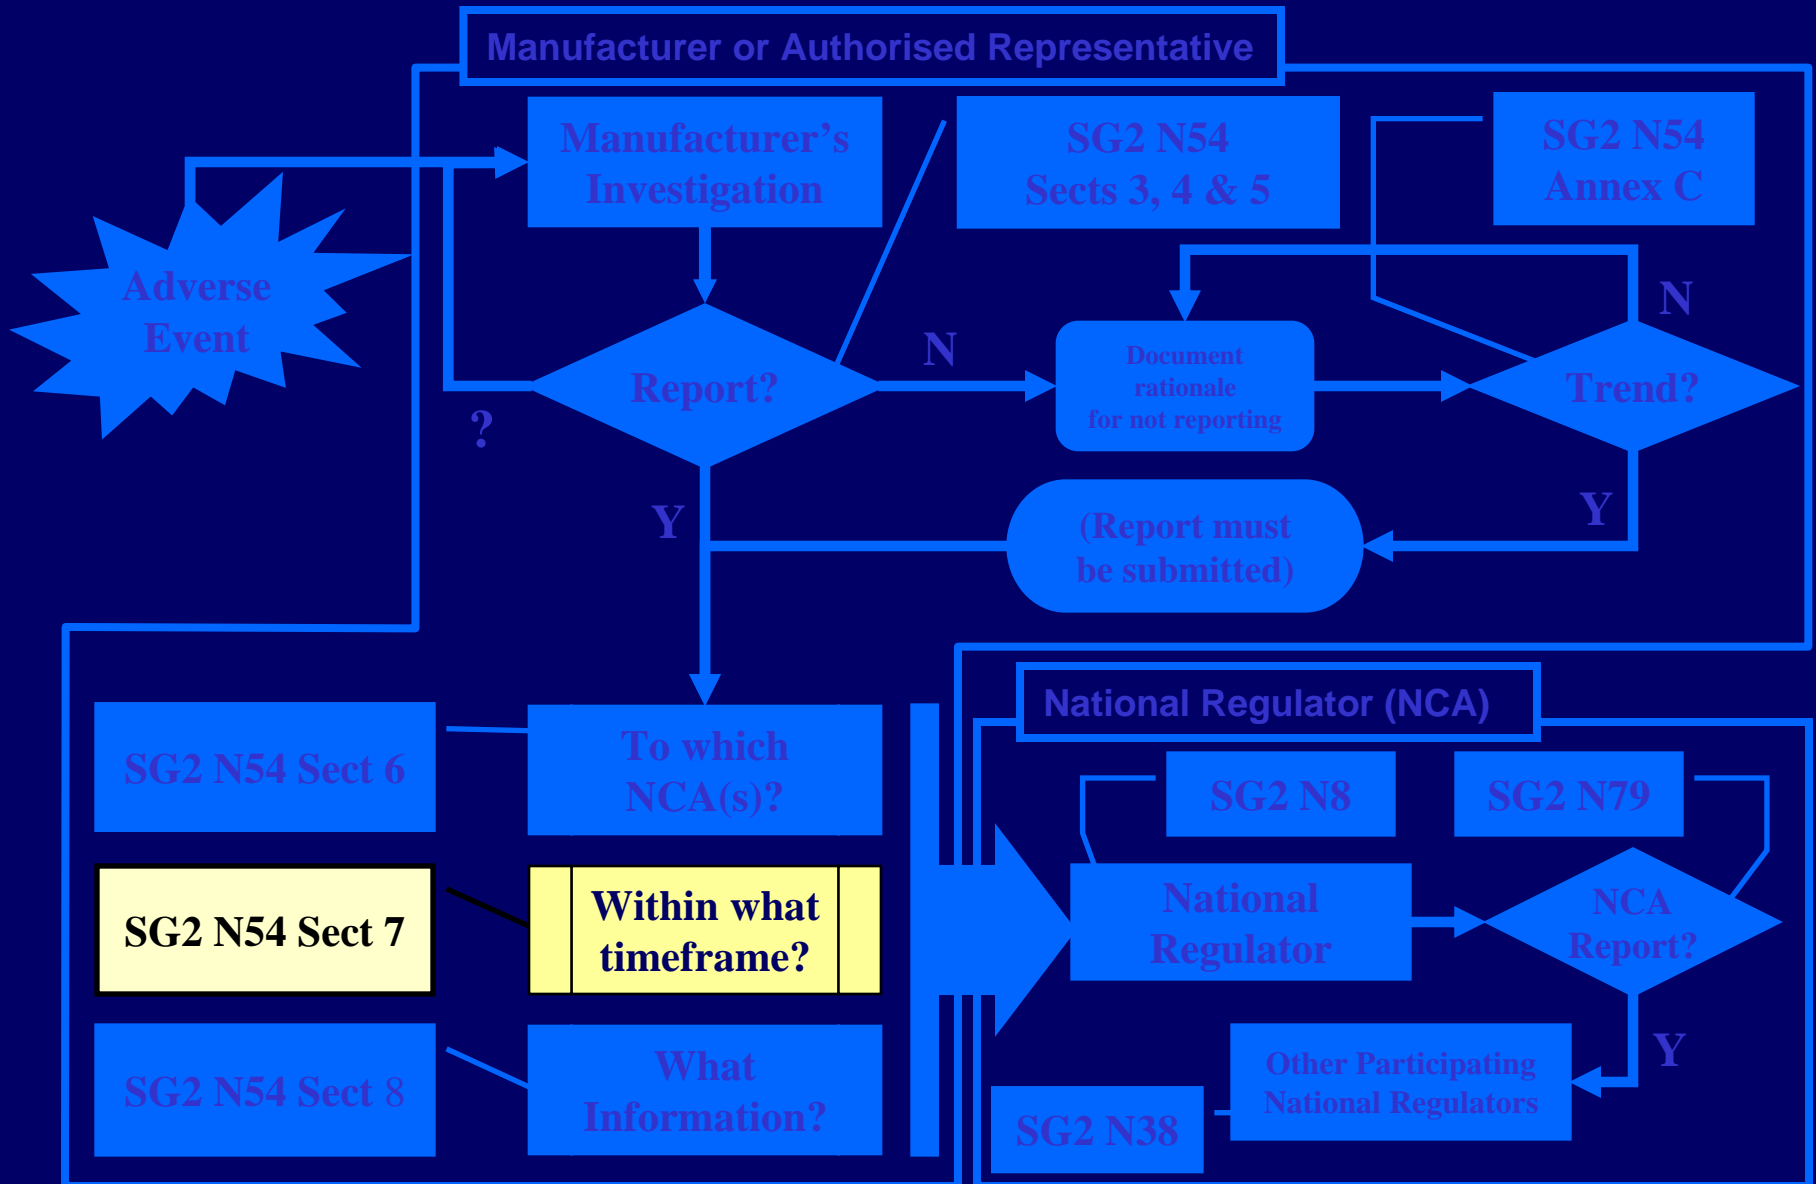 Manufacturer or Authorised Representative
Manufacturer's
Investigation
SG2 N54
Sects 3, 4 & 5
SG2 N54
Annex C
Adverse
Event
Report?
?
N
Document
rationale
for not reporting
Trend?
N
Y
Y
(Report must
be submitted)
SG2 N54 Sect 6
To which
NCA(s)?
SG2 N54 Sect 7
Within what
timeframe?
SG2 N54 Sect 8
What
Information?
National Regulator (NCA)
SG2 N8
SG2 N79
National
Regulator
NCA
Report?
Y
Other Participating
National Regulators
SG2 N38